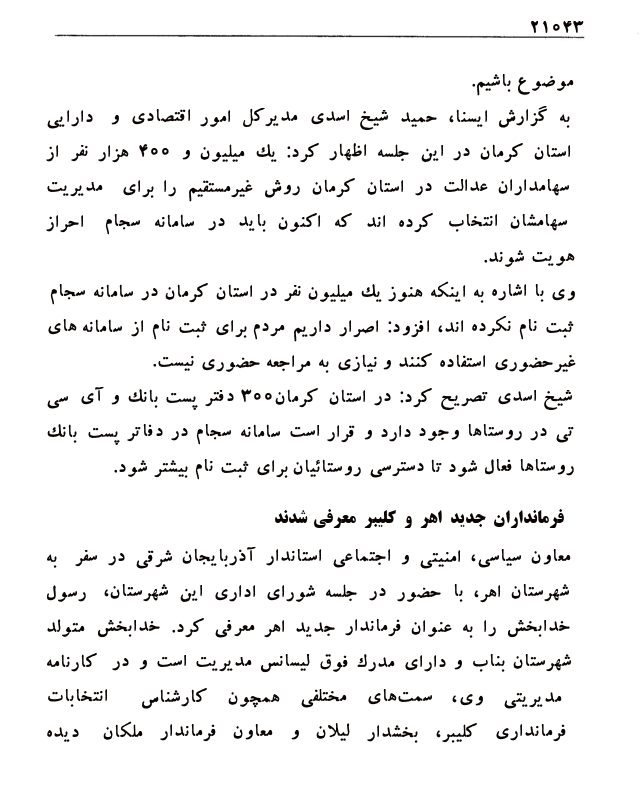 ۲۱۰۴۳
موضوع باشیم.
به گزارش ایسنا، حمید شیخ اسدی مدیرکل امور اقتصادی و دارایی
استان کرمان در این جلسه اظهار کرد: یك میلیون و ۴۰۰ هزار نفر از
سهامداران عدالت در استان کرمان روش غیرمستقیم را برای مدیریت
سهامشان انتخاب کرده اند که اکنون باید در سامانه سجام احراز
هویت شوند.
وی با اشاره به اینکه هنوز یك میلیون نفر در استان کرمان در سامانه سجام
ثبت نام نکرده اند، افزود: اصرار داریم مردم برای ثبت نام از سامانه های
غیرحضوری استفاده کنند و نیازی به مراجعه حضوری نیست.
شیخ اسدی تصریح کرد: در استان کرمان۳۰۰ دفتر پست بانك و آی سی
تی در روستاها وجود دارد و قرار است سامانه سجام در دفاتر پست بانك
روستاها فعال شود تا دسترسی روستائیان برای ثبت نام بیشتر شود.
فرمانداران جدید اهر و کلیبر معرفی شدند
معاون سیاسی، امنیتی و اجتماعی استاندار آذربایجان شرقی در سفر به
شهرستان اهر، با حضور در جلسه شورای اداری این شهرستان، رسول
خدابخش را به عنوان فرماندار جدید اهر معرفی کرد. خدابخش متولد
شهرستان بناب و دارای مدرك فوق لیسانس مدیریت است و در کارنامه
مدیریتی وی، سمت‌های مختلفی همچون کارشناس انتخابات
فرمانداری کلیبر، بخشدار لیلان و معاون فرماندار ملکان دیده